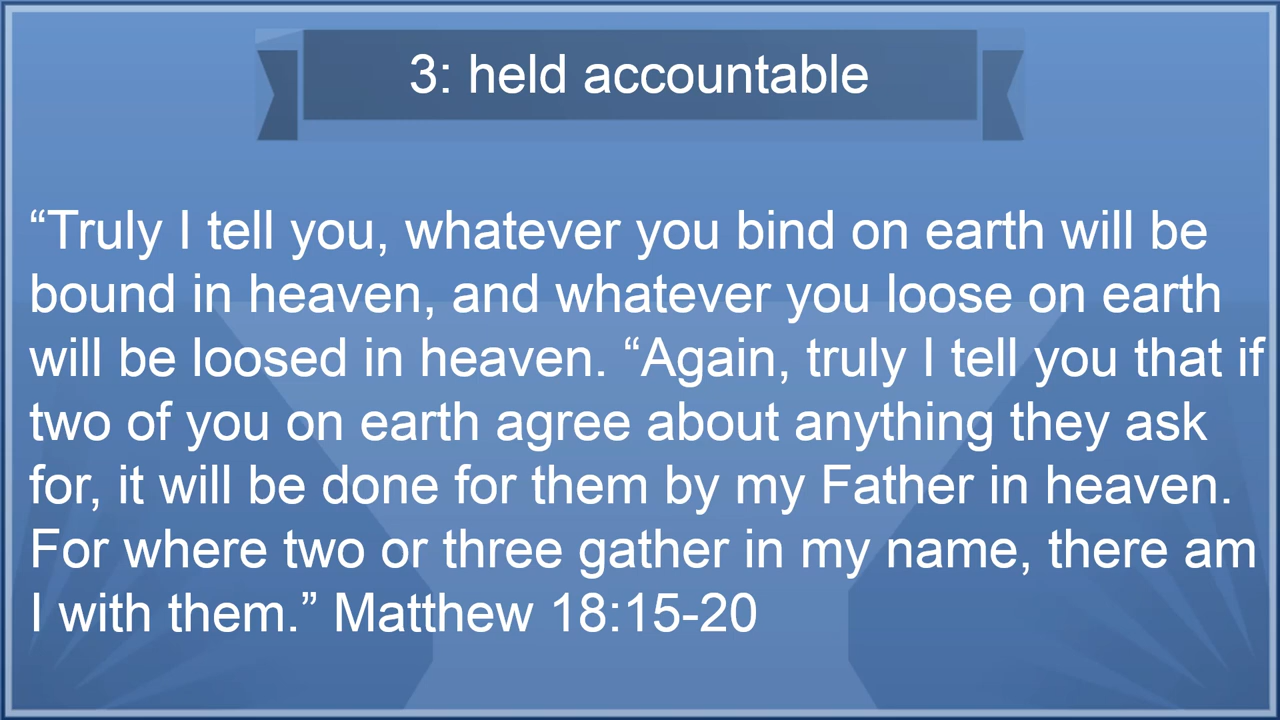 3: held accountable
“Truly I tell you, whatever you bind on earth will be
bound in heaven, and whatever you loose on earth
will be loosed in heaven. “Again, truly I tell you that if
two of you on earth agree about anything they ask
for, it will be done for them by my Father in heaven.
For where two or three gather in my name, there am
I with them.” Matthew 18:15-20